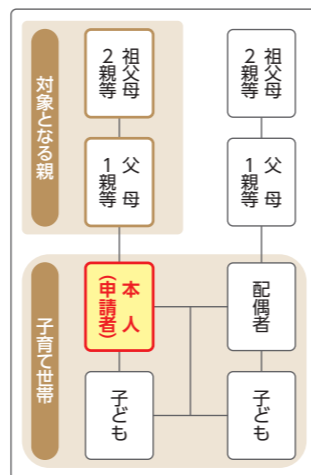 対象となる親
祖父母
2親等
祖父母
2親等
父母
1親等
父母
1親等
子育て世帯
本人
(申請者)
配偶者
子ども
子ども